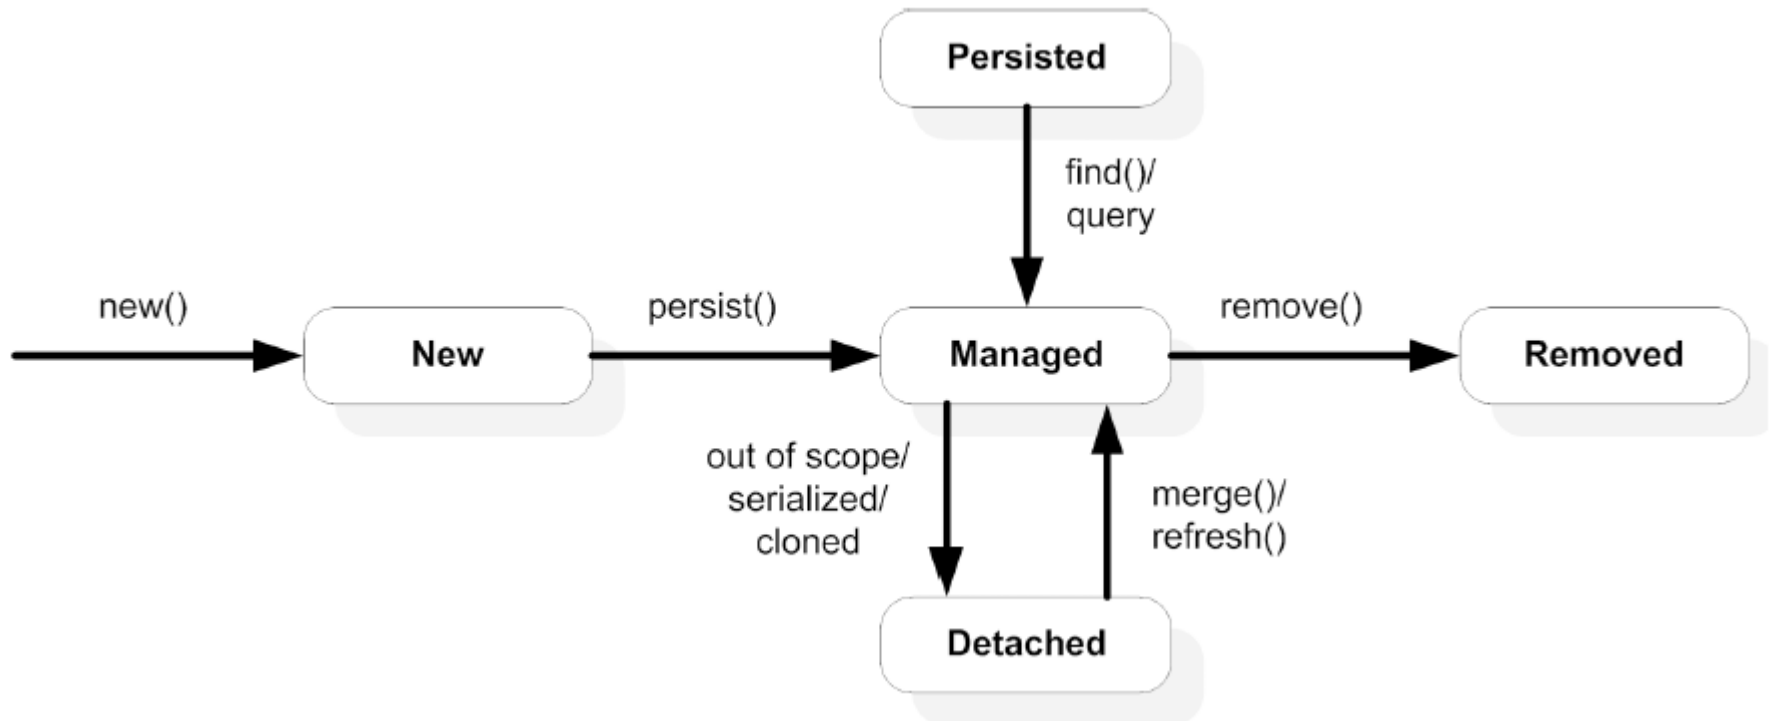 Persisted
find()/
query
new()
New
persist()
Managed
remove()
Removed
out of scope/
serialized/
cloned
merge()/
refresh()
Detached